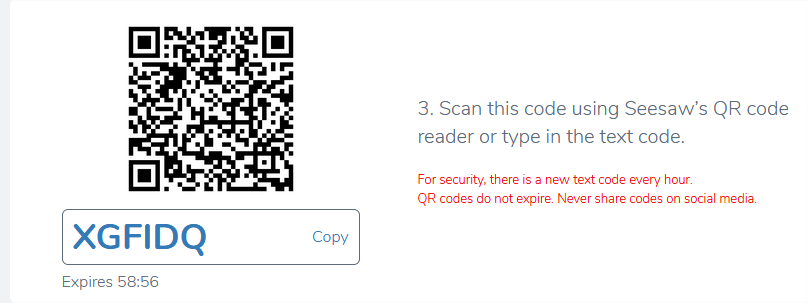 3. Scan this code using Seesaw’s QR code
reader or type in the text code.
For security, there is a new text code every hour.
QR codes do not expire. Never share codes on social media.
XGFIDQ
Copy
Expires 58:56